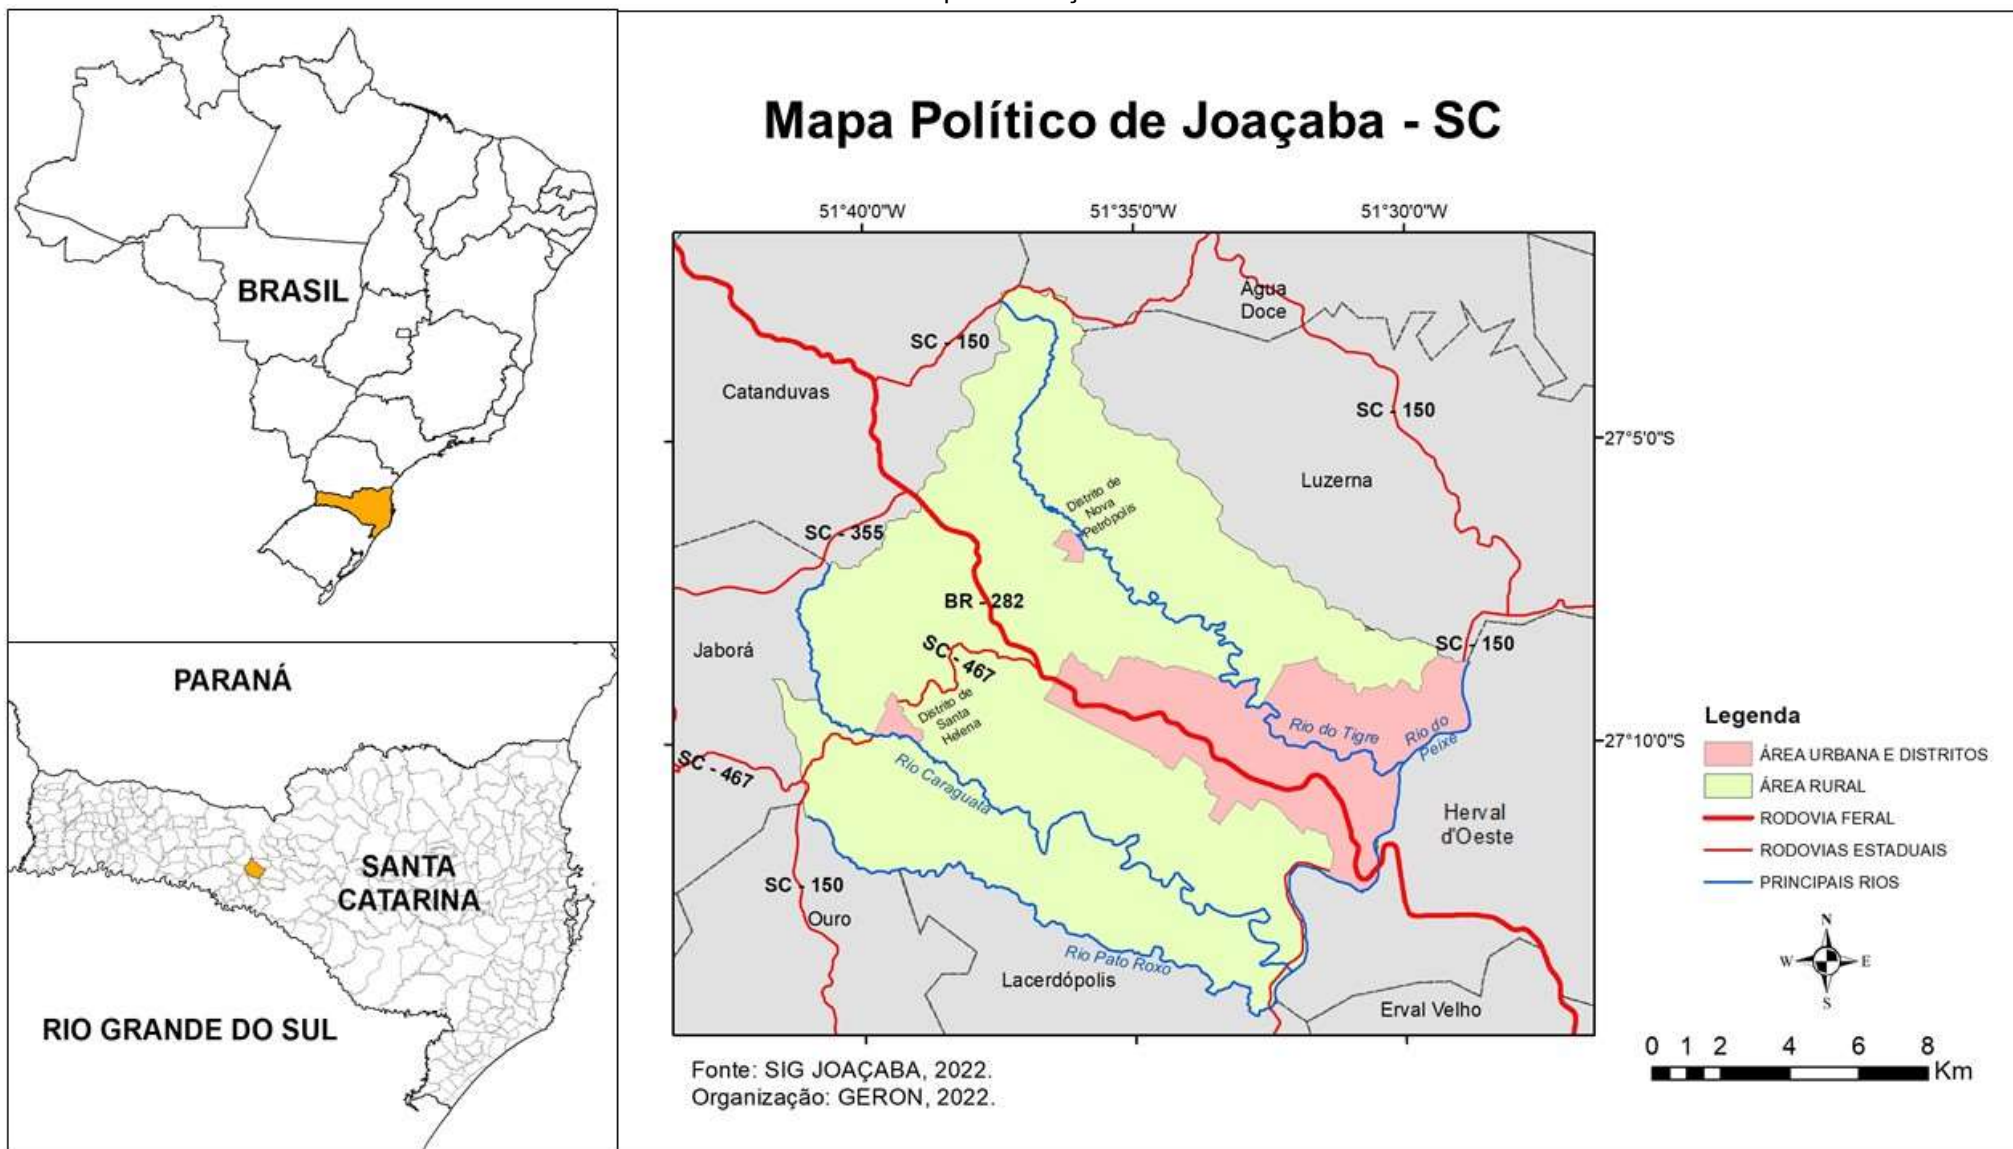 BRASIL
PARANÁ
SANTA
CATARINA
RIO GRANDE DO SUL
Mapa Político de Joaçaba - SC
51°40'0"W
51°35'0"W
51°30'0"W
Água
Doce
SC - 150
Catanduvas
SC - 150
27°5'0"S
Luzerna
Distrito de
Nova
Petrópolis
SC - 355
BR - 282
Jaborá
SC - 467
SC - 150
Distrito de
Santa
Helena
Rio do Tigre
Rio do
Peixe
27°10'0"S
SC - 467
Rio Caraguata
Herval
d'Oeste
SC - 150
Ouro
Rio Pato Roxo
Lacerdópolis
Erval Velho
Legenda
ÁREA URBANA E DISTRITOS
ÁREA RURAL
RODOVIA FERAL
RODOVIAS ESTADUAIS
PRINCIPAIS RIOS
N
W
E
S
0 1 2 4 6 8
Km
Fonte: SIG JOAÇABA, 2022.
Organização: GERON, 2022.